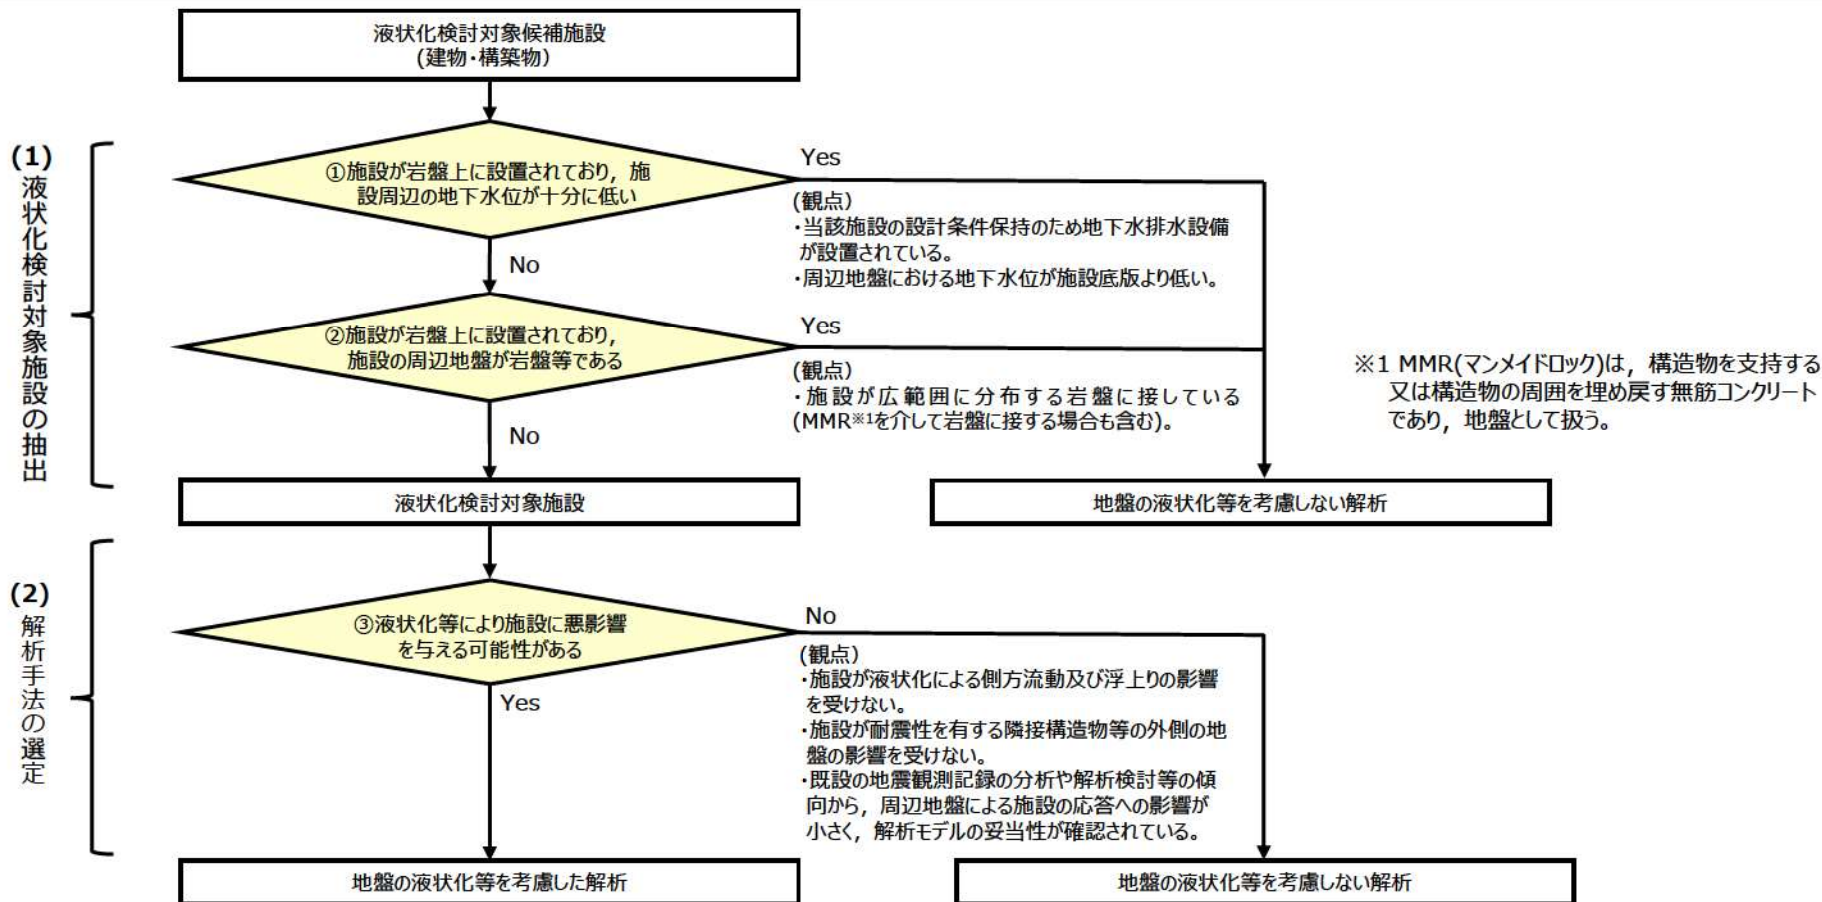 液状化検討対象候補施設
(建物・構築物)
(1)
液状化検討対象施設の抽出
①施設が岩盤上に設置されており，施
設周辺の地下水位が十分に低い
Yes
(観点)
・当該施設の設計条件保持のため地下水排水設備
が設置されている。
・周辺地盤における地下水位が施設底版より低い。
No
②施設が岩盤上に設置されており，
施設の周辺地盤が岩盤等である
Yes
(観点)
・施設が広範囲に分布する岩盤に接している
(MMR※1を介して岩盤に接する場合も含む)。
※1 MMR(マンメイドロック)は，構造物を支持する
又は構造物の周囲を埋め戻す無筋コンクリート
であり，地盤として扱う。
No
液状化検討対象施設
地盤の液状化等を考慮しない解析
(2)
解析手法の選定
③液状化等により施設に悪影響
を与える可能性がある
No
(観点)
・施設が液状化による側方流動及び浮上りの影響
を受けない。
・施設が耐震性を有する隣接構造物等の外側の地
盤の影響を受けない。
・既設の地震観測記録の分析や解析検討等の傾
向から，周辺地盤による施設の応答への影響が
小さく，解析モデルの妥当性が確認されている。
Yes
地盤の液状化等を考慮した解析
地盤の液状化等を考慮しない解析